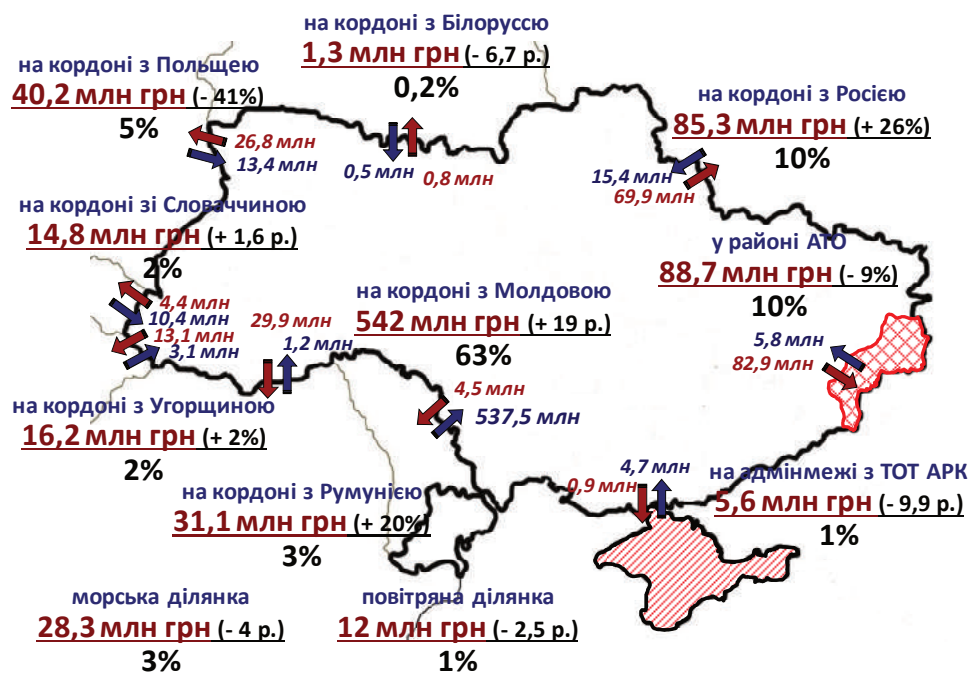 на кордоні з Білоруссю
1,3 млн грн (- 6,7 р.)
0,2%
на кордоні з Польщею
40,2 млн грн (- 41%)
5%
26,8 млн
13,4 млн
0,5 млн
0,8 млн
на кордоні з Росією
85,3 млн грн (+ 26%)
10%
15,4 млн
69,9 млн
на кордоні зі Словаччиною
14,8 млн грн (+ 1,6 р.)
2%
4,4 млн
10,4 млн
13,1 млн
3,1 млн
29,9 млн
1,2 млн
на кордоні з Молдовою
542 млн грн (+ 19 р.)
63%
4,5 млн
537,5 млн
у районі АТО
88,7 млн грн (- 9%)
10%
5,8 млн
82,9 млн
на кордоні з Угорщиною
16,2 млн грн (+ 2%)
2%
на кордоні з Румунією
31,1 млн грн (+ 20%)
3%
4,7 млн
0,9 млн
на адмінмежі з ТОТ АРК
5,6 млн грн (- 9,9 р.)
1%
морська ділянка
28,3 млн грн (- 4 р.)
3%
повітряна ділянка
12 млн грн (- 2,5 р.)
1%